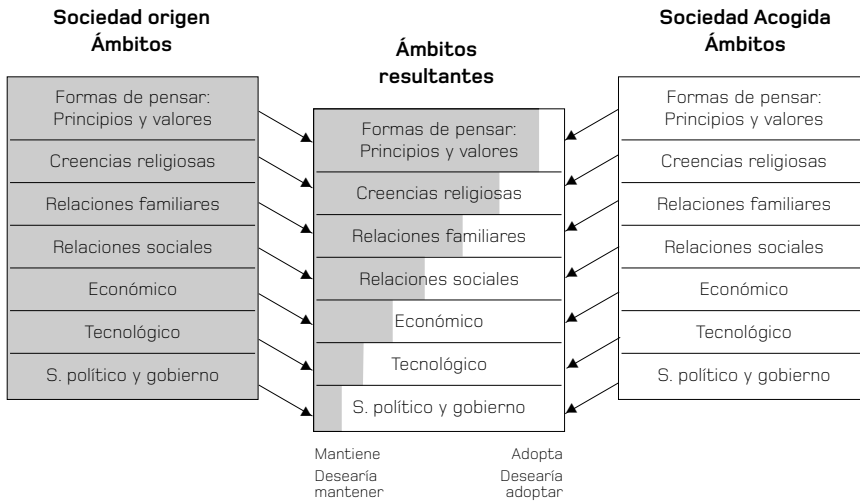 Sociedad origen
Ámbitos
Formas de pensar:
Principios y valores
Creencias religiosas
Relaciones familiares
Relaciones sociales
Económico
Tecnológico
S. político y gobierno
Ámbitos
resultantes
Formas de pensar:
Principios y valores
Creencias religiosas
Relaciones familiares
Relaciones sociales
Económico
Tecnológico
S. político y gobierno
Mantiene
Desearía
mantener
Adopta
Desearía
adoptar
Sociedad Acogida
Ámbitos
Formas de pensar:
Principios y valores
Creencias religiosas
Relaciones familiares
Relaciones sociales
Económico
Tecnológico
S. político y gobierno